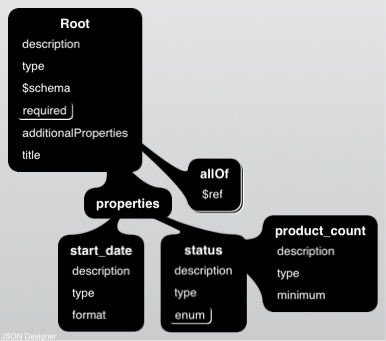 Root
description
type
$schema
required
additionalProperties
title
allOf
$ref
properties
start_date
description
type
format
status
description
type
enum
product_count
description
type
minimum
JSON Designer